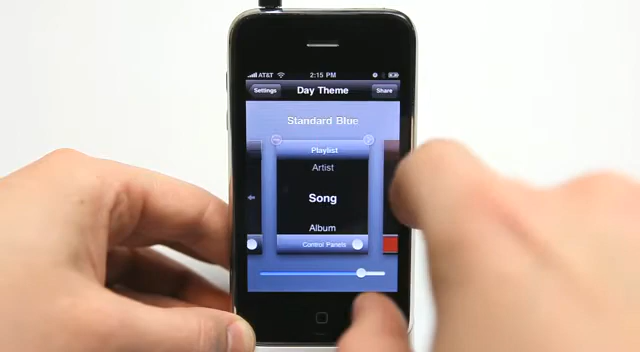 AT&T 2:15 PM
Settings Day Theme Share
Standard Blue
Playlist
Artist
Song
Album
Control Panels